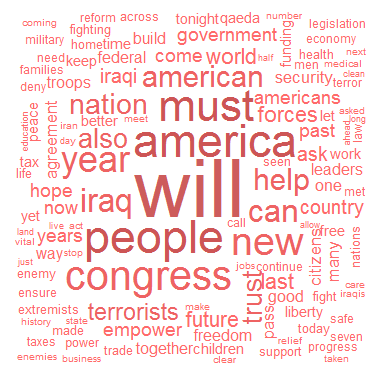 coming reform across tonight qaeda number legislation
military fighting build government funding economy
need hometime federal come world health next
families keep iraqi american men medical clean
deny troops security terror
peace agreement nation must americans
iran better meet forces let asked long
education day also america past ahead law
tax year ask work
life hope seen leaders
yet now iraq will help one met
land years can country
vital way live act call free
just stop people new citizens many nations
enemy jobs continue allow
ensure congress last care
extremists terrorists trust good fight iraqis
history state make future pass liberty safe
taxes made empower freedom today seven
enemies power trade together children relief support progress
business clear taken
half